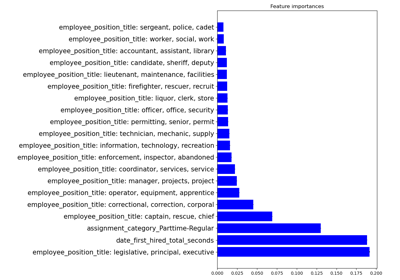 Feature importances
employee_position_title: sergeant, police, cadet
employee_position_title: worker, social, work
employee_position_title: accountant, assistant, library
employee_position_title: candidate, sheriff, deputy
employee_position_title: lieutenant, maintenance, facilities
employee_position_title: firefighter, rescuer, recruit
employee_position_title: liquor, clerk, store
employee_position_title: officer, office, security
employee_position_title: permitting, senior, permit
employee_position_title: technician, mechanic, supply
employee_position_title: information, technology, recreation
employee_position_title: enforcement, inspector, abandoned
employee_position_title: coordinator, services, service
employee_position_title: manager, projects, project
employee_position_title: operator, equipment, apprentice
employee_position_title: correctional, correction, corporal
employee_position_title: captain, rescue, chief
assignment_category_Parttime-Regular
date_first_hired_total_seconds
employee_position_title: legislative, principal, executive
0.000 0.025 0.050 0.075 0.100 0.125 0.150 0.175 0.200